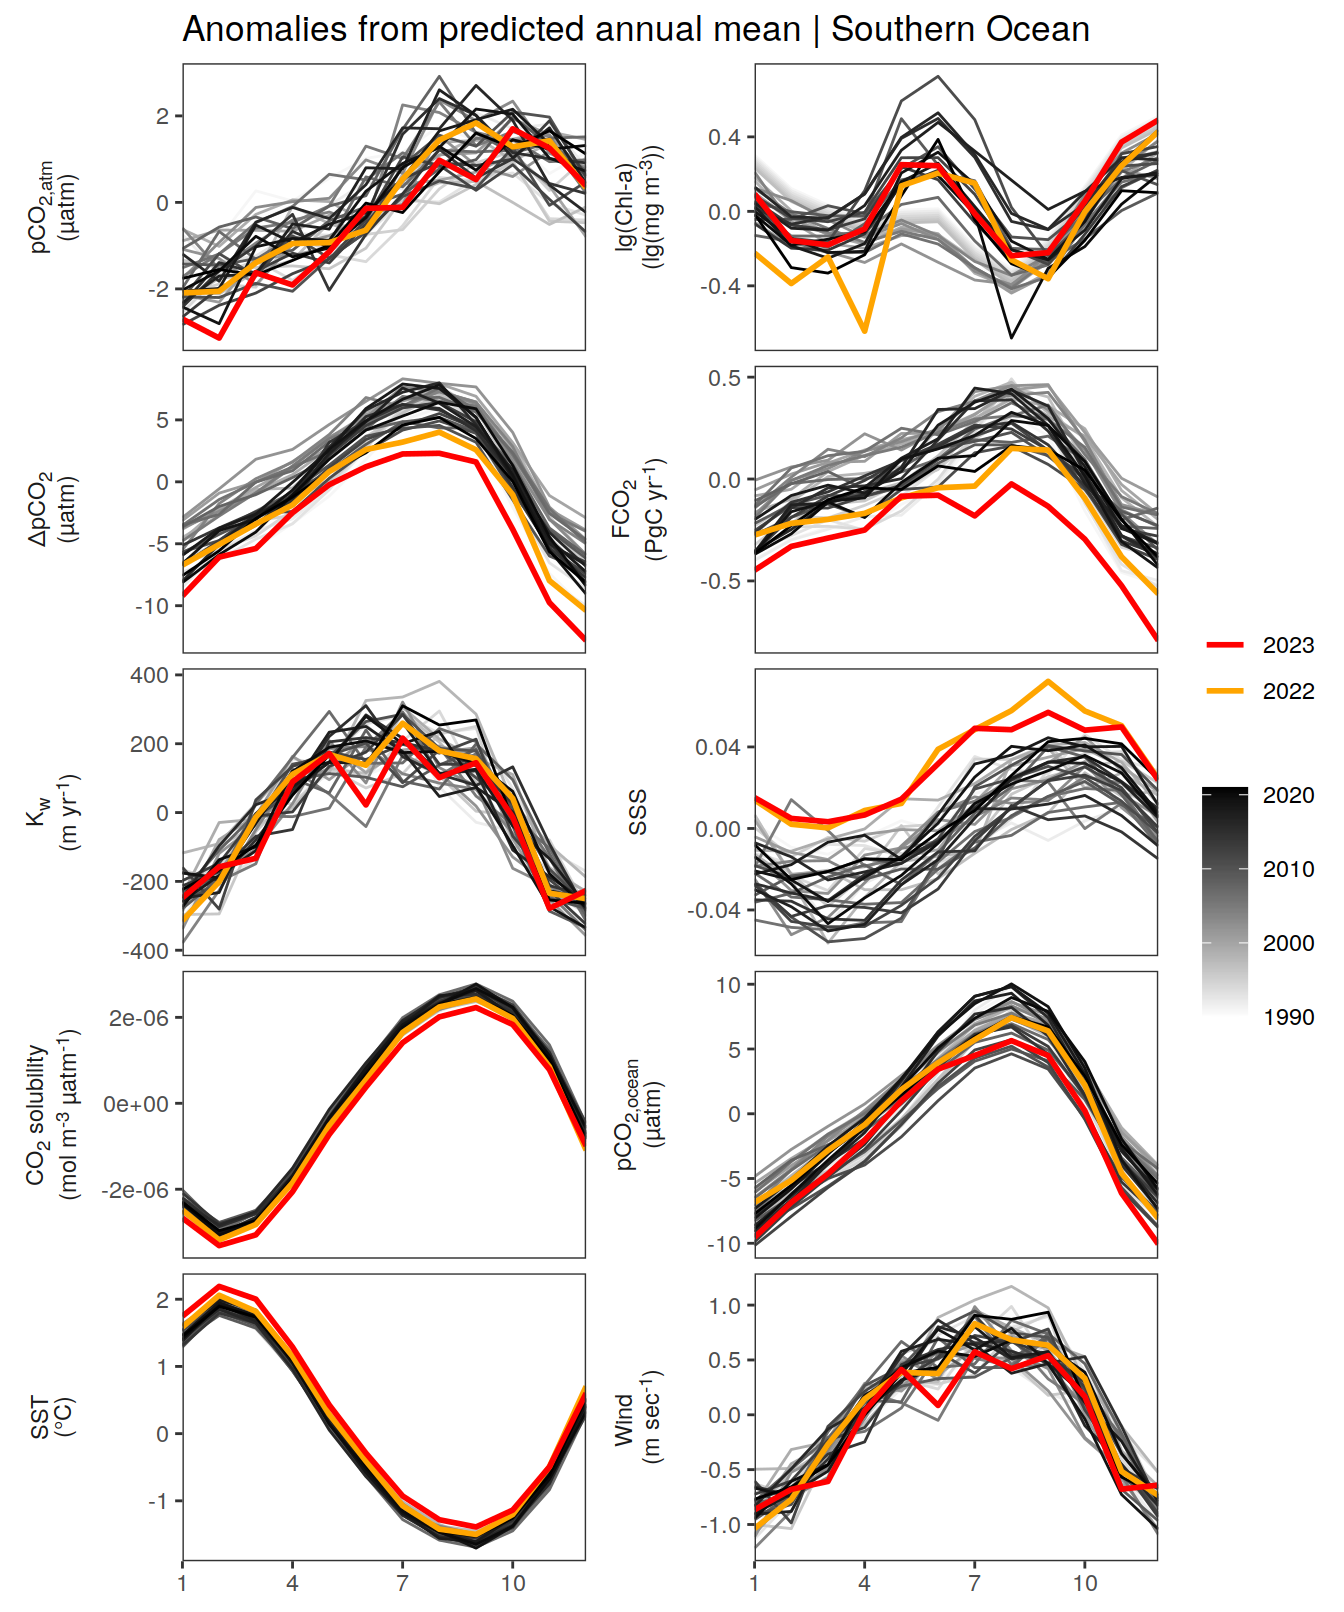 Anomalies from predicted annual mean | Southern Ocean
pCO2,atm
(µatm)
2
0
-2
lg(Chl-a)
(lg(mg m-3))
0.4
0.0
-0.4
ΔpCO2
(µatm)
5
0
-5
-10
FCO2
(PgC yr-1)
0.5
0.0
-0.5
Kw
(m yr-1)
400
200
0
-200
-400
SSS
0.04
0.00
-0.04
CO2 solubility
(mol m-3 µatm-1)
2e-06
0e+00
-2e-06
pCO2,ocean
(µatm)
10
5
0
-5
-10
SST
(°C)
2
1
0
-1
Wind
(m sec-1)
1.0
0.5
0.0
-0.5
-1.0
1 4 7 10
1 4 7 10
2023
2022
2020
2010
2000
1990